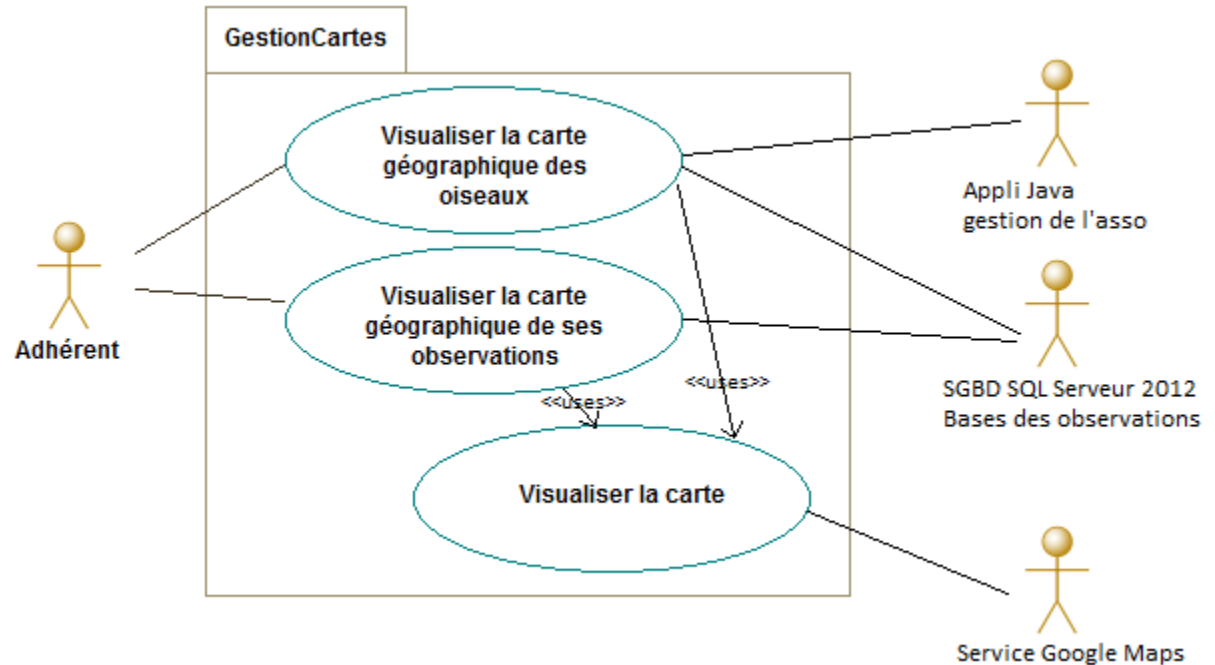 GestionCartes
Visualiser la carte
géographique des
oiseaux
Appli Java
gestion de l'asso
Visualiser la carte
géographique de ses
observations
Adhérent
<<uses>>
<<uses>>
SGBD SQL Serveur 2012
Bases des observations
Visualiser la carte
Service Google Maps